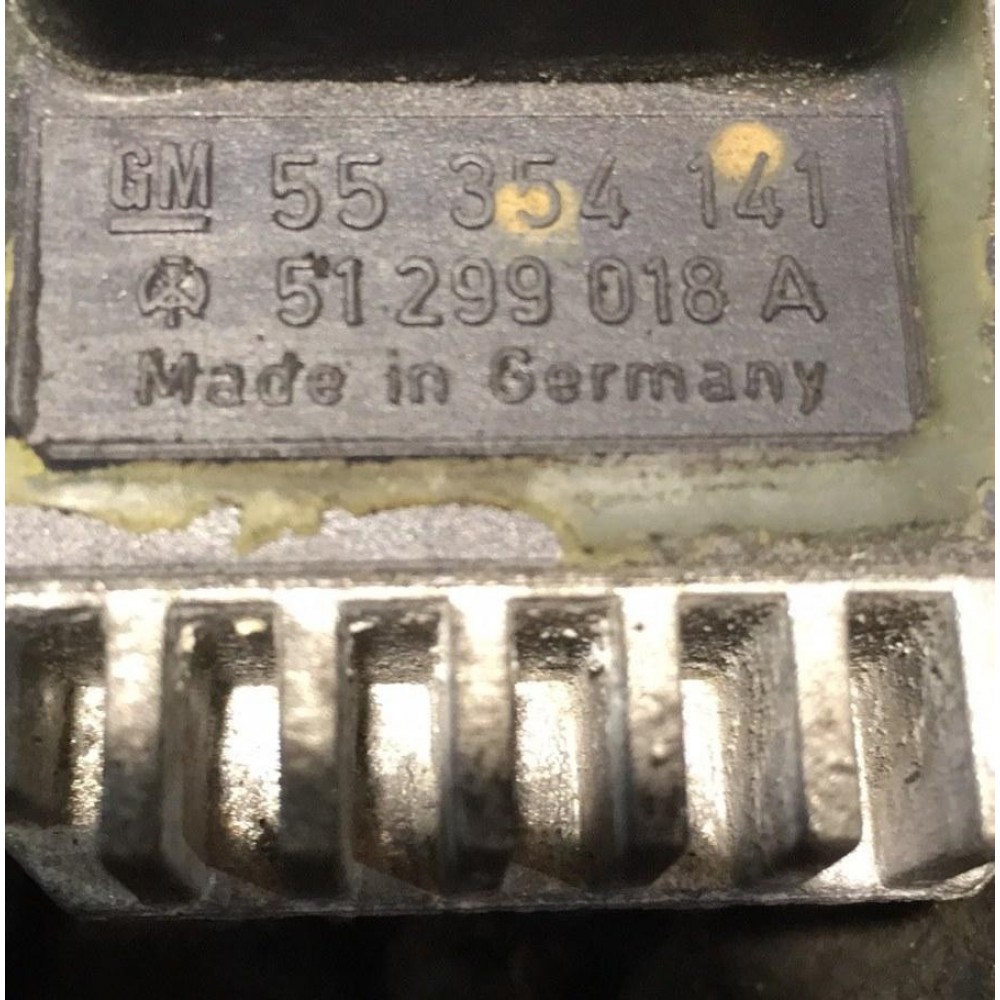 GM 55 354 141
51 299 018 A
Made in Germany